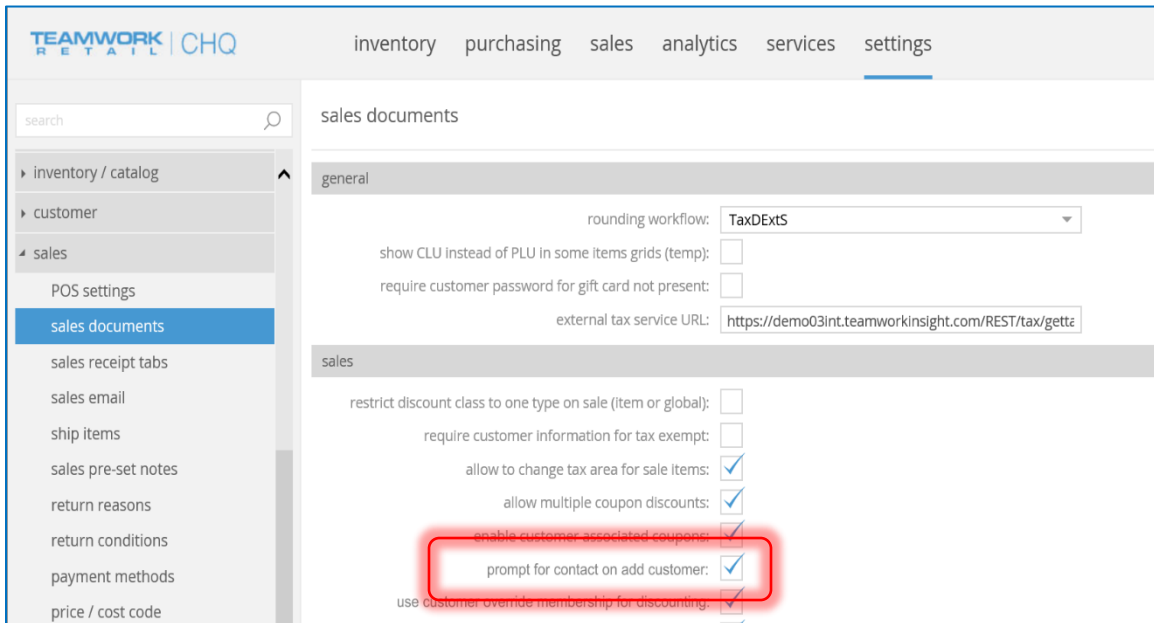 TEAMWORK RETAIL | CHQ
inventory purchasing sales analytics services settings
search
sales documents
inventory / catalog
customer
sales
POS settings
sales documents
sales receipt tabs
sales email
ship items
sales pre-set notes
return reasons
return conditions
payment methods
price / cost code
general
rounding workflow: TaxDExtS
show CLU instead of PLU in some items grids (temp):
require customer password for gift card not present:
external tax service URL: https://demo03int.teamworkinsight.com/REST/tax/getta
sales
restrict discount class to one type on sale (item or global):
require customer information for tax exempt:
allow to change tax area for sale items:
allow multiple coupon discounts:
enable customer associated coupons:
prompt for contact on add customer:
use customer override membership for discounting: